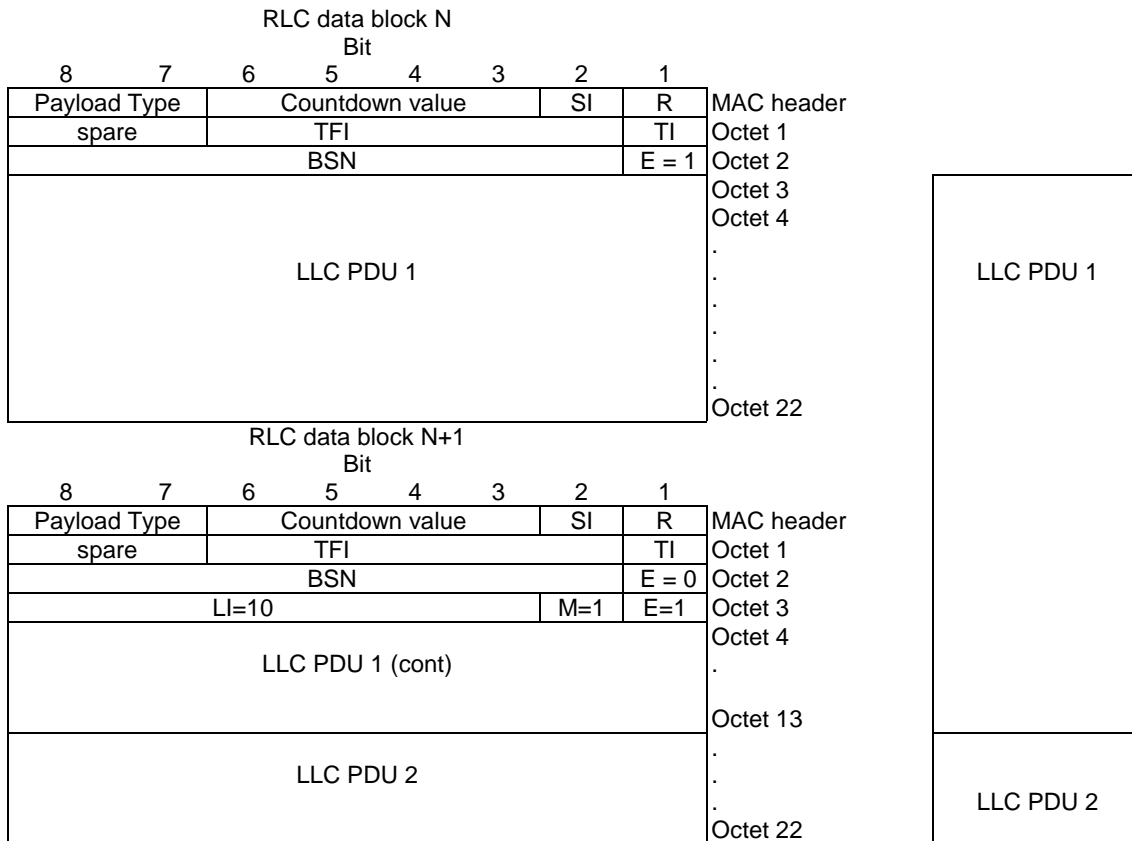 RLC data block N
Bit
8 7 6 5 4 3 2 1
Payload Type Countdown value SI R MAC header
spare TFI TI Octet 1
BSN E = 1 Octet 2
Octet 3
Octet 4
.
LLC PDU 1 . LLC PDU 1
.
.
.
.
Octet 22
RLC data block N+1
Bit
8 7 6 5 4 3 2 1
Payload Type Countdown value SI R MAC header
spare TFI TI Octet 1
BSN E = 0 Octet 2
LI=10 M=1 E=1 Octet 3
Octet 4
LLC PDU 1 (cont) .
Octet 13
.
LLC PDU 2 .
. LLC PDU 2
Octet 22